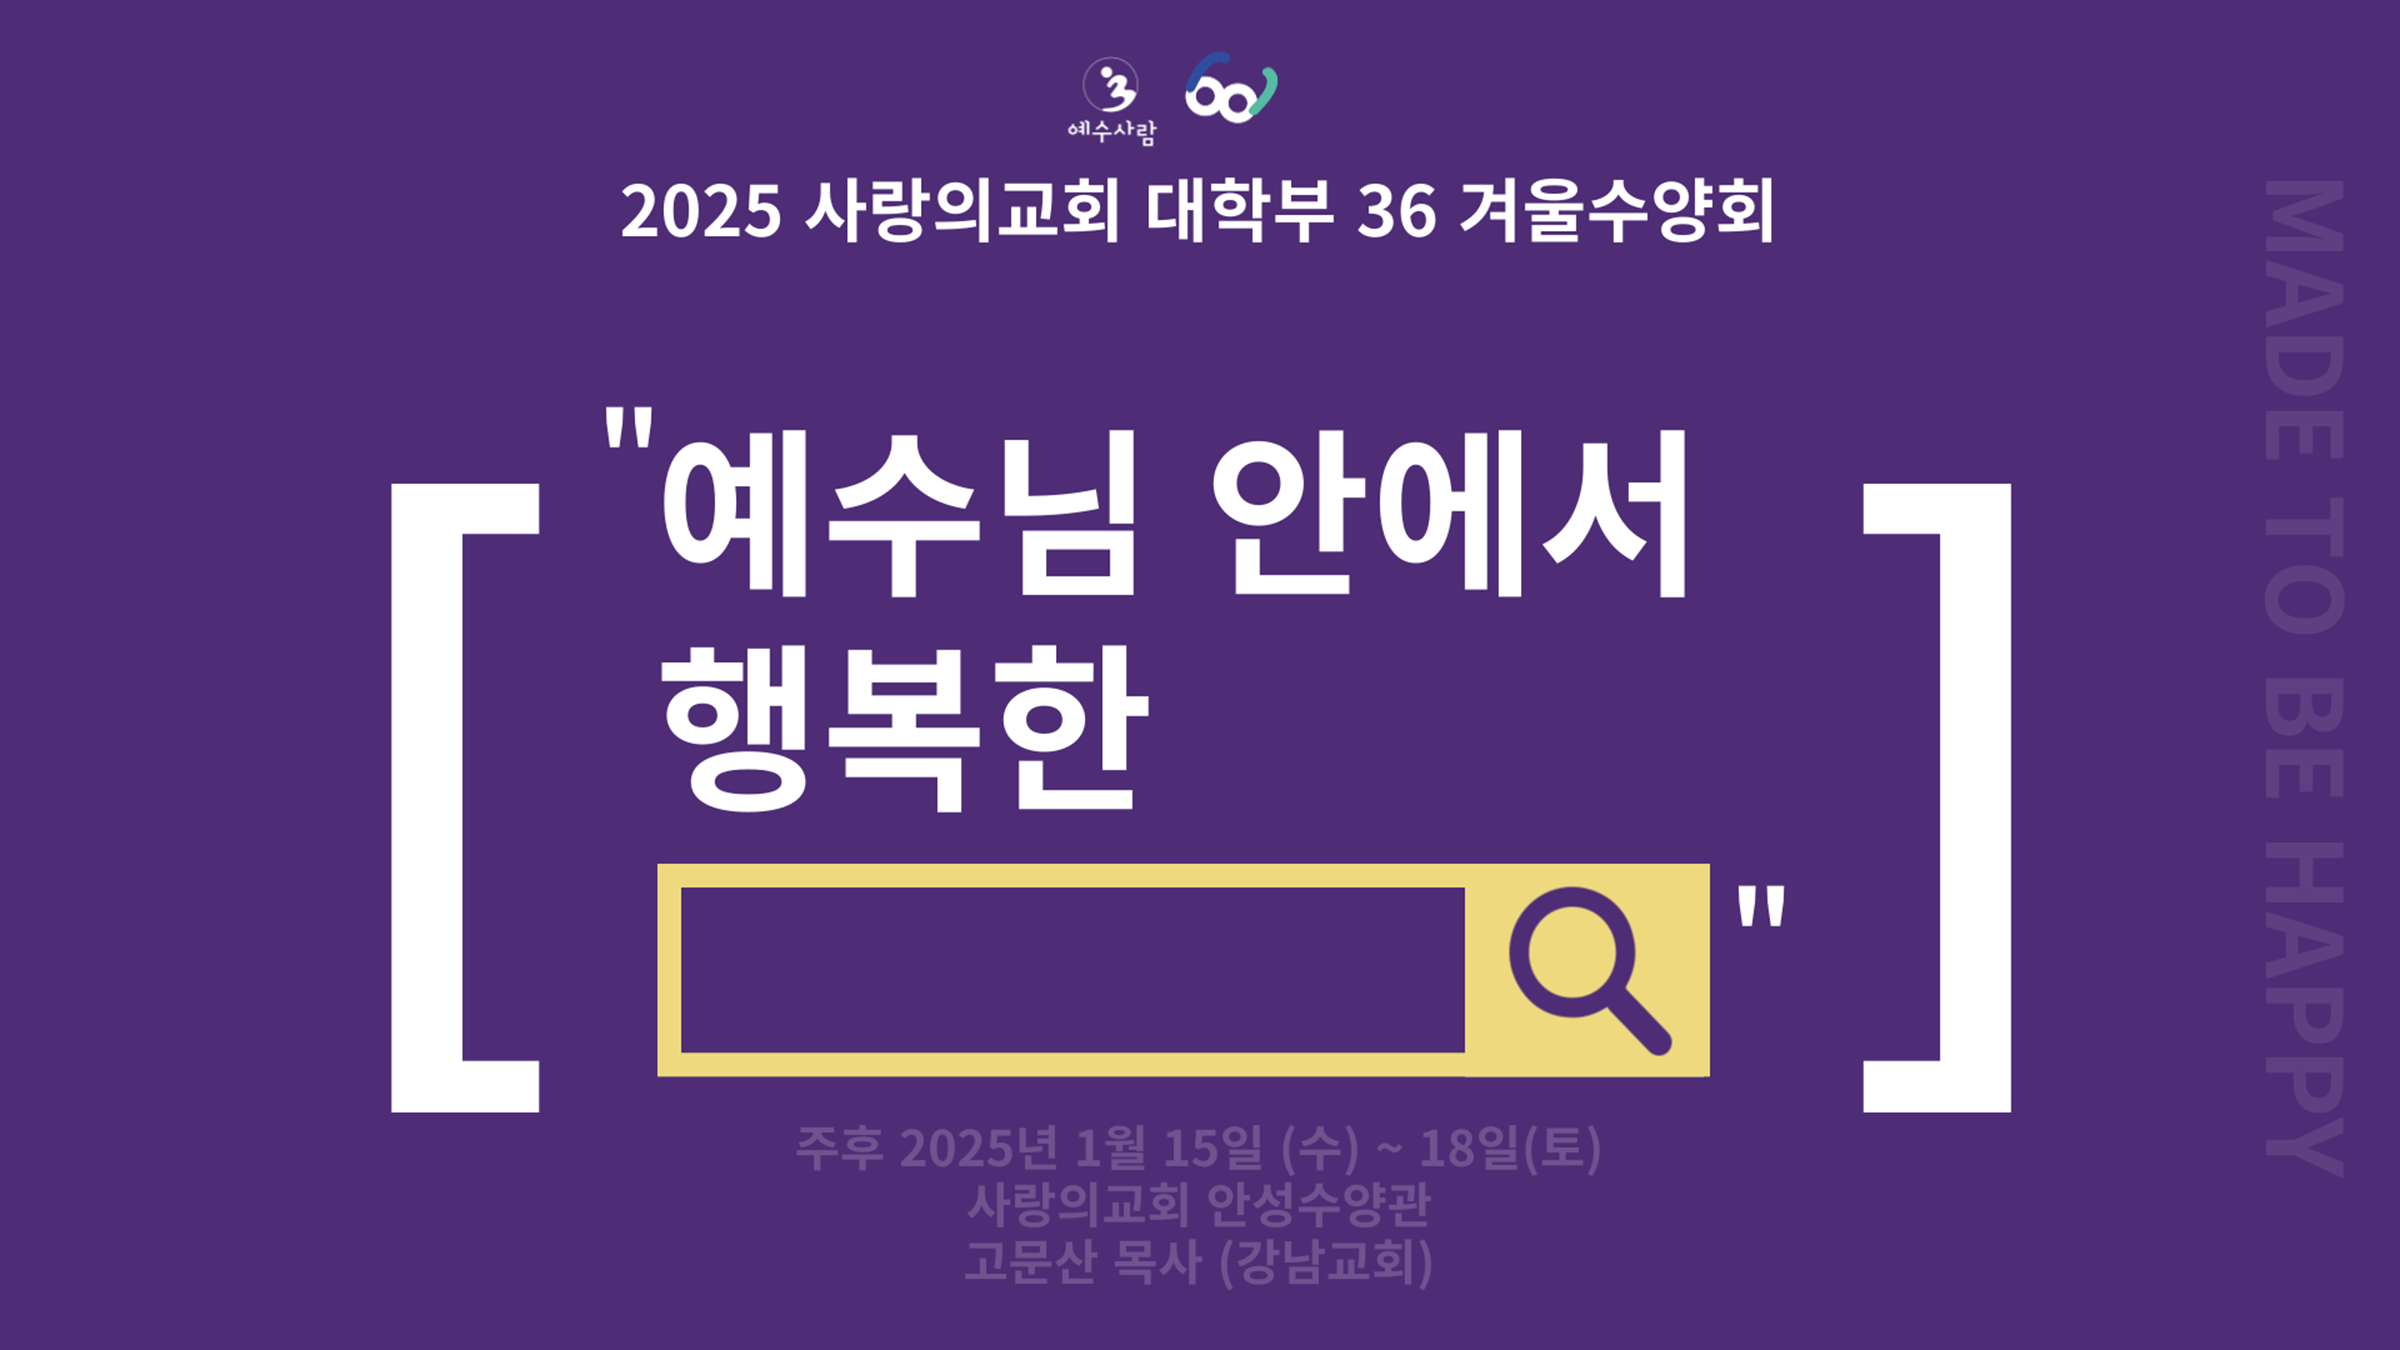 예수사람
60
2025 사랑의교회 대학부 36 겨울수양회
"예수님 안에서
행복한
"
주후 2025년 1월 15일 (수) ~ 18일(토)
사랑의교회 안성수양관
고문산 목사 (강남교회)
MADE TO BE HAPPY